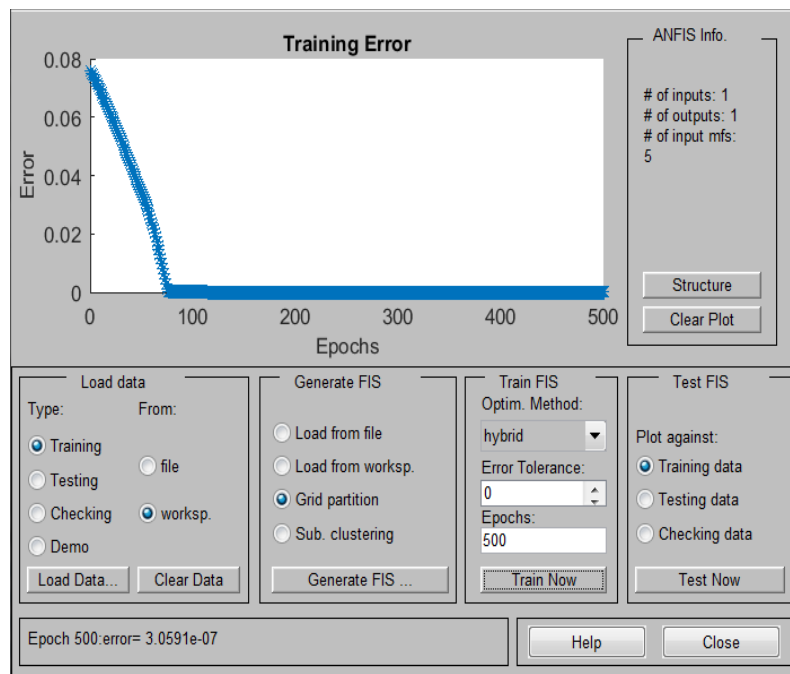 Training Error
0.08
0.06
0.04
0.02
0
Error
0
100
200
300
400
500
Epochs
ANFIS Info.
# of inputs: 1
# of outputs: 1
# of input mfs:
5
Structure
Clear Plot
Load data
Type:
From:
Training
Testing
Checking
Demo
file
worksp.
Load Data...
Clear Data
Generate FIS
Load from file
Load from worksp.
Grid partition
Sub. clustering
Generate FIS ...
Train FIS
Optim. Method:
hybrid
Error Tolerance:
0
Epochs:
500
Train Now
Test FIS
Plot against:
Training data
Testing data
Checking data
Test Now
Epoch 500:error= 3.0591e-07
Help
Close